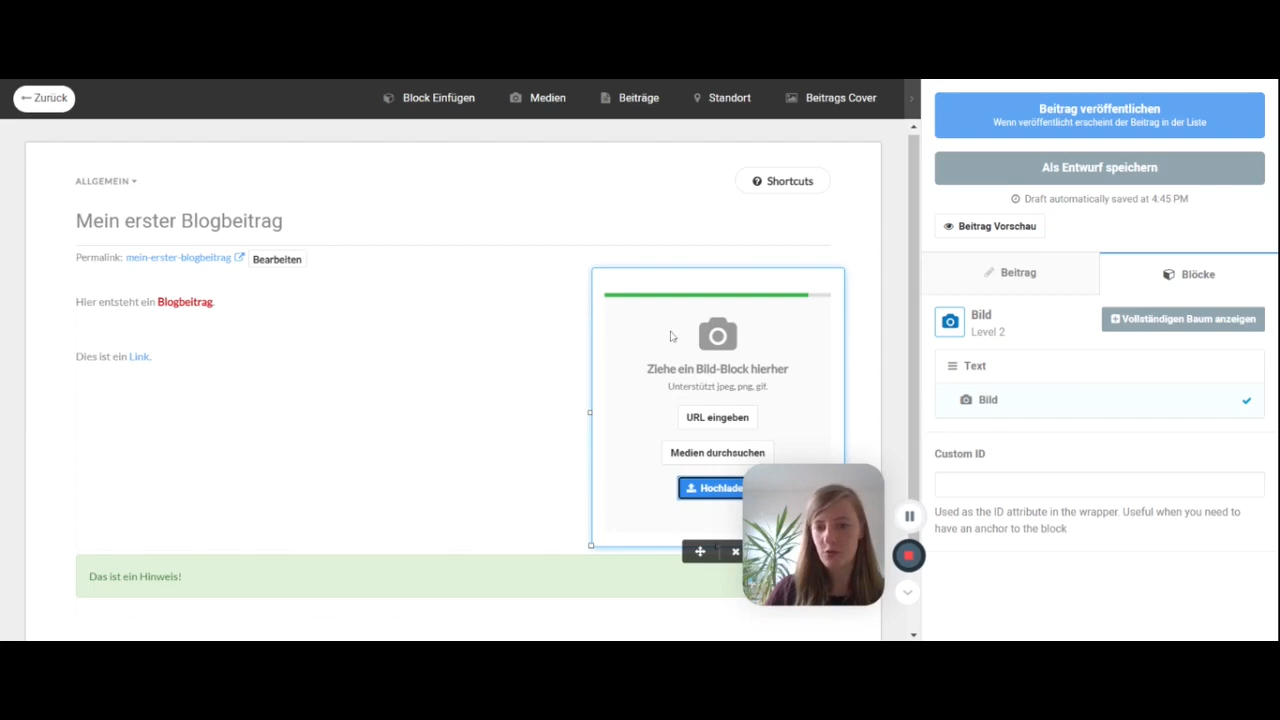 Zurück
Block Einfügen
Medien
Beiträge
Standort
Beitrags Cover
ALLGEMEIN
Shortcuts
Mein erster Blogbeitrag
Permalink: mein-erster-blogbeitrag Bearbeiten
Hier entsteht ein Blogbeitrag.
Dies ist ein Link.
Ziehe ein Bild-Block hierher
Unterstützt jpeg, png, gif.
URL eingeben
Medien durchsuchen
Hochlade
Das ist ein Hinweis!
Beitrag veröffentlichen
Wenn veröffentlicht erscheint der Beitrag in der Liste
Als Entwurf speichern
Draft automatically saved at 4:45 PM
Beitrag Vorschau
Beitrag
Blöcke
Bild
Level 2
Vollständigen Baum anzeigen
Text
Bild
Custom ID
Used as the ID attribute in the wrapper. Useful when you need to
have an anchor to the block